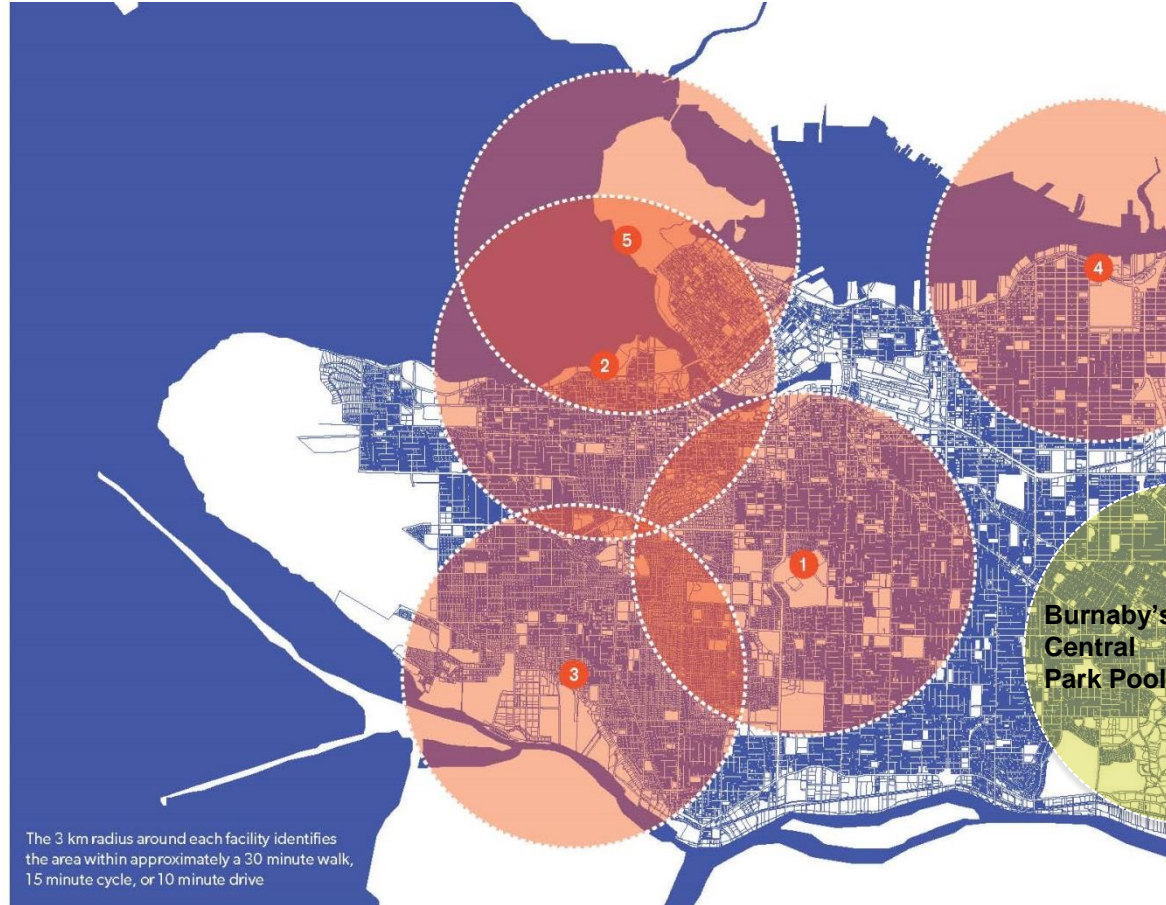 5
4
2
1
Burnaby's
Central
Park Pool
3
The 3 km radius around each facility identifies
the area within approximately a 30 minute walk,
15 minute cycle, or 10 minute drive